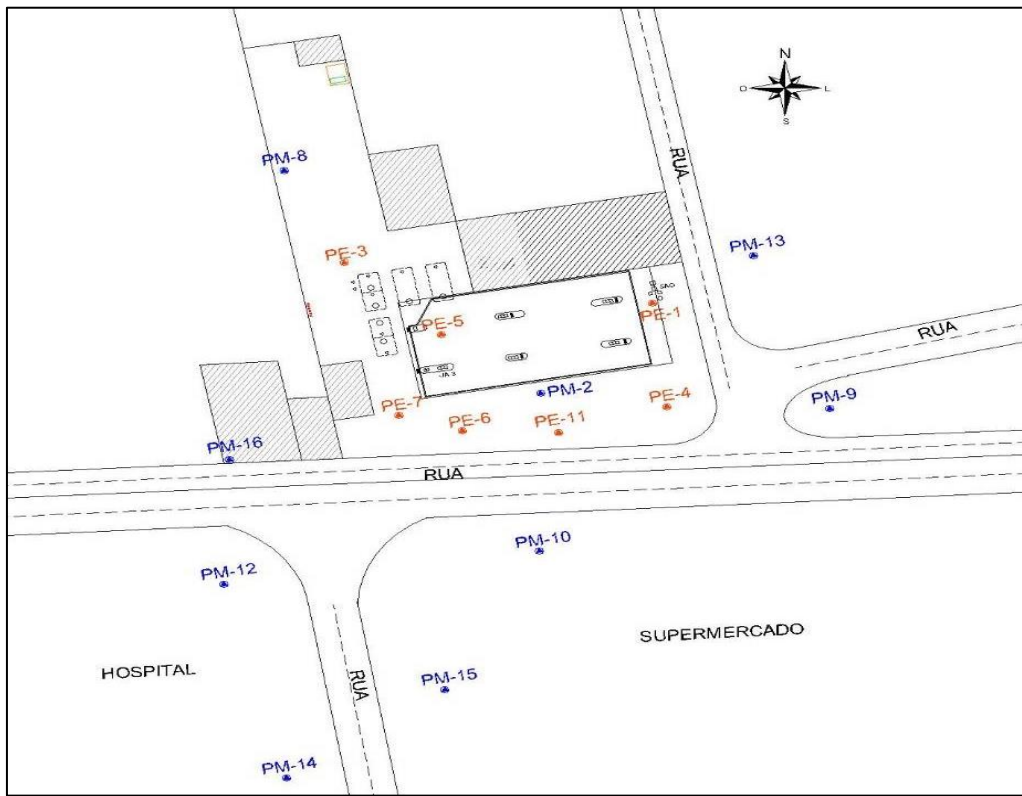 N
O
L
S
PM-8
RUA
PM-13
PE-3
SAO
PE-1
PE-5
RUA
PM-2
PE-4
PM-9
PE-7
PE-6
PE-11
PM-16
RUA
PM-10
PM-12
SUPERMERCADO
HOSPITAL
PM-15
RUA
PM-14